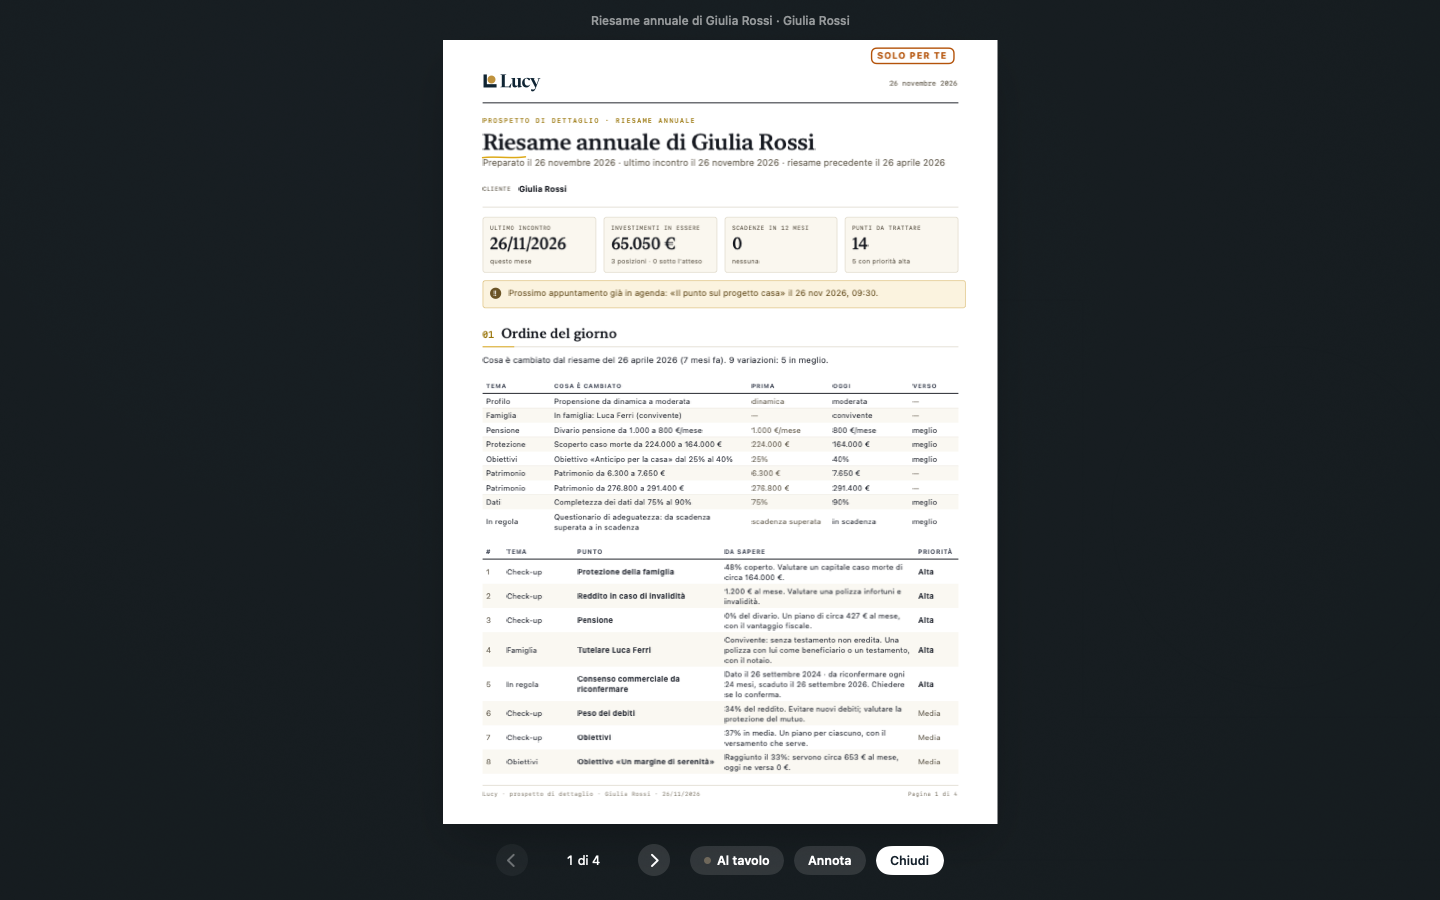 Riesame annuale di Giulia Rossi · Giulia Rossi
SOLO PER TE
Lucy
26 novembre 2026
PROSPETTO DI DETTAGLIO · RIESAME ANNUALE
Riesame annuale di Giulia Rossi
Preparato il 26 novembre 2026 · ultimo incontro il 26 novembre 2026 · riesame precedente il 26 aprile 2026
CLIENTE Giulia Rossi
ULTIMO INCONTRO
26/11/2026
questo mese
INVESTIMENTI IN ESSERE
65.050 €
3 posizioni · 0 sotto l'atteso
SCADENZE IN 12 MESI
0
nessuna
PUNTI DA TRATTARE
14
5 con priorità alta
Prossimo appuntamento già in agenda: «Il punto sul progetto casa» il 26 nov 2026, 09:30.
01 Ordine del giorno
Cosa è cambiato dal riesame del 26 aprile 2026 (7 mesi fa). 9 variazioni: 5 in meglio.
TEMA COSA È CAMBIATO PRIMA OGGI VERSO
Profilo Propensione da dinamica a moderata dinamica moderata —
Famiglia In famiglia: Luca Ferri (convivente) — convivente —
Pensione Divario pensione da 1.000 a 800 €/mese 1.000 €/mese 800 €/mese meglio
Protezione Scoperto caso morte da 224.000 a 164.000 € 224.000 € 164.000 € meglio
Obiettivi Obiettivo «Anticipo per la casa» dal 25% al 40% 25% 40% meglio
Patrimonio Patrimonio da 6.300 a 7.650 € 6.300 € 7.650 € —
Patrimonio Patrimonio da 276.800 a 291.400 € 276.800 € 291.400 € —
Dati Completezza dei dati dal 75% al 90% 75% 90% meglio
In regola Questionario di adeguatezza: da scadenza superata a in scadenza scadenza superata in scadenza meglio
# TEMA PUNTO DA SAPERE PRIORITÀ
1 Check-up Protezione della famiglia 48% coperto. Valutare un capitale caso morte di circa 164.000 €. Alta
2 Check-up Reddito in caso di invalidità 1.200 € al mese. Valutare una polizza infortuni e invalidità. Alta
3 Check-up Pensione 0% del divario. Un piano di circa 427 € al mese, con il vantaggio fiscale. Alta
4 Famiglia Tutelare Luca Ferri Convivente: senza testamento non eredita. Una polizza con lui come beneficiario o un testamento, con il notaio. Alta
5 In regola Consenso commerciale da riconfermare Dato il 26 settembre 2024 · da riconfermare ogni 24 mesi, scaduto il 26 settembre 2026. Chiedere se lo conferma. Alta
6 Check-up Peso dei debiti 34% del reddito. Evitare nuovi debiti; valutare la protezione del mutuo. Media
7 Check-up Obiettivi 37% in media. Un piano per ciascuno, con il versamento che serve. Media
8 Obiettivi Obiettivo «Un margine di serenità» Raggiunto il 33%: servono circa 653 € al mese, oggi ne versa 0 €. Media
Lucy · prospetto di dettaglio · Giulia Rossi · 26/11/2026
Pagina 1 di 4
1 di 4
Al tavolo
Annota
Chiudi